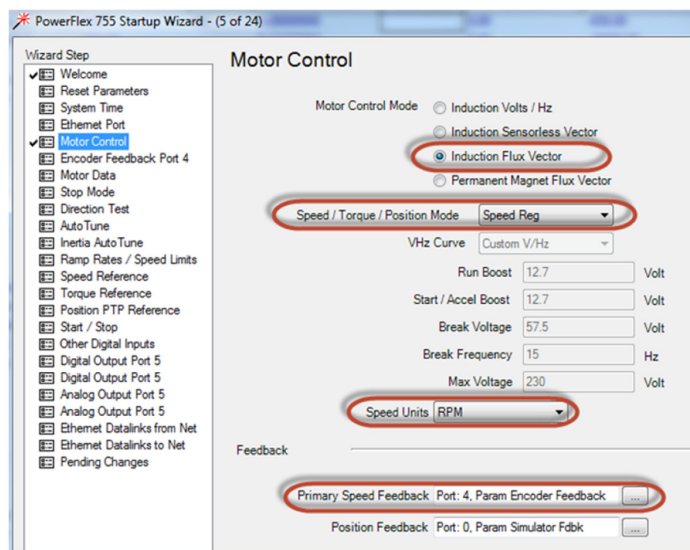 PowerFlex 755 Startup Wizard - (5 of 24)
Wizard Step
Welcome
Reset Parameters
System Time
Ethernet Port
Motor Control
Encoder Feedback Port 4
Motor Data
Stop Mode
Direction Test
AutoTune
Inertia AutoTune
Ramp Rates / Speed Limits
Speed Reference
Torque Reference
Position PTP Reference
Start / Stop
Other Digital Inputs
Digital Output Port 5
Digital Output Port 5
Analog Output Port 5
Analog Output Port 5
Ethernet Datalinks from Net
Ethernet Datalinks to Net
Pending Changes
Motor Control
Motor Control Mode Induction Volts / Hz
Induction Sensorless Vector
Induction Flux Vector
Permanent Magnet Flux Vector
Speed / Torque / Position Mode Speed Reg
VHz Curve Custom V/Hz
Run Boost 12.7 Volt
Start / Accel Boost 12.7 Volt
Break Voltage 57.5 Volt
Break Frequency 15 Hz
Max Voltage 230 Volt
Speed Units RPM
Feedback
Primary Speed Feedback Port: 4, Param Encoder Feedback ...
Position Feedback Port: 0, Param Simulator Fdbk ...